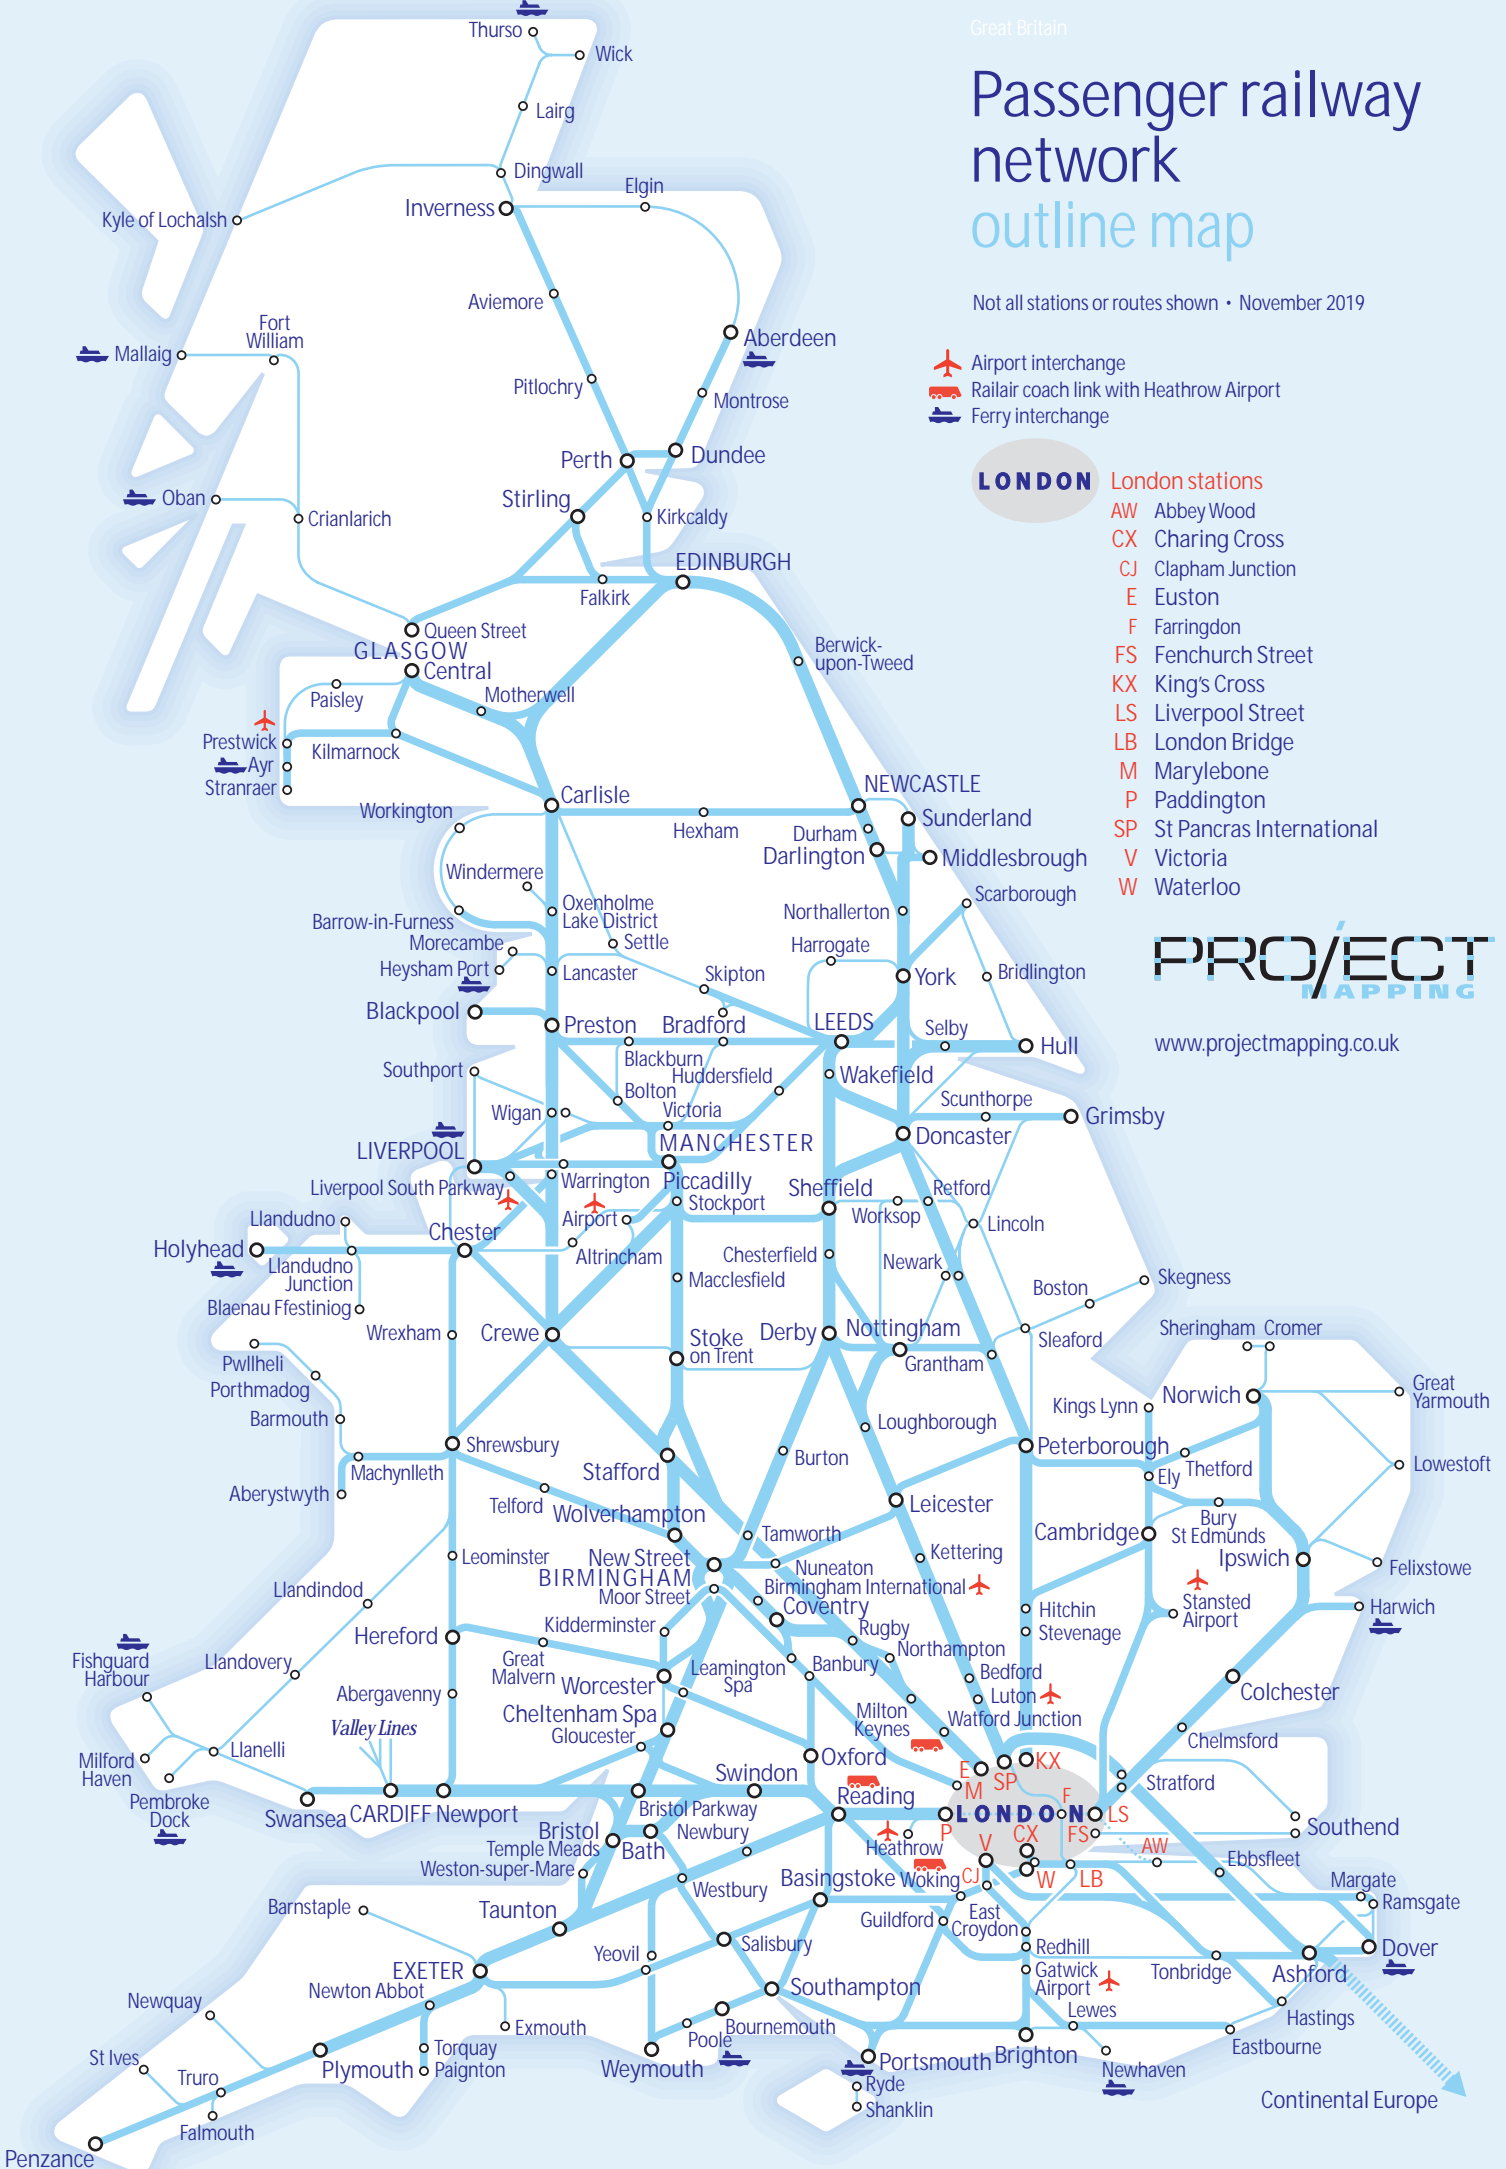 Great Britain
Passenger railway
network
outline map
Not all stations or routes shown • November 2019
Airport interchange
Railair coach link with Heathrow Airport
Ferry interchange
LONDON
London stations
AW Abbey Wood
CX Charing Cross
CJ Clapham Junction
E Euston
F Farringdon
FS Fenchurch Street
KX King's Cross
LS Liverpool Street
LB London Bridge
M Marylebone
P Paddington
SP St Pancras International
V Victoria
W Waterloo
PROJECT
MAPPING
www.projectmapping.co.uk
Thurso
Wick
Lairg
Dingwall
Elgin
Kyle of Lochalsh
Inverness
Aviemore
Fort
William
Mallaig
Aberdeen
Pitlochry
Montrose
Perth
Dundee
Stirling
Oban
Crianlarich
Kirkcaldy
EDINBURGH
Falkirk
Queen Street
GLASGOW
Central
Berwick-
upon-Tweed
Paisley
Motherwell
Prestwick
Kilmarnock
Ayr
Stranraer
Carlisle
NEWCASTLE
Workington
Hexham
Sunderland
Durham
Darlington
Middlesbrough
Windermere
Oxenholme
Lake District
Scarborough
Northallerton
Barrow-in-Furness
Morecambe
Settle
Harrogate
Heysham Port
Lancaster
Skipton
York
Bridlington
Blackpool
Preston
Bradford
LEEDS
Selby
Hull
Blackburn
Southport
Huddersfield
Wakefield
Bolton
Wigan
Victoria
Scunthorpe
Grimsby
MANCHESTER
Doncaster
LIVERPOOL
Warrington
Piccadilly
Liverpool South Parkway
Stockport
Sheffield
Retford
Worksop
Llandudno
Airport
Lincoln
Chester
Altrincham
Holyhead
Llandudno
Junction
Chesterfield
Newark
Macclesfield
Skegness
Boston
Blaenau Ffestiniog
Wrexham
Crewe
Stoke
on Trent
Derby
Nottingham
Grantham
Sleaford
Sheringham
Cromer
Pwllheli
Porthmadog
Norwich
Great
Yarmouth
Barmouth
Kings Lynn
Loughborough
Shrewsbury
Peterborough
Machynlleth
Stafford
Burton
Thetford
Lowestoft
Ely
Aberystwyth
Telford
Wolverhampton
Leicester
Bury
St Edmunds
Tamworth
Cambridge
New Street
BIRMINGHAM
Moor Street
Leominster
Kettering
Nuneaton
Ipswich
Felixstowe
Birmingham International
Llandindod
Coventry
Hitchin
Stansted
Airport
Harwich
Kidderminster
Rugby
Stevenage
Hereford
Northampton
Fishguard
Harbour
Llandovery
Great
Malvern
Leamington
Spa
Banbury
Bedford
Worcester
Abergavenny
Luton
Colchester
Cheltenham Spa
Valley Lines
Milton
Keynes
Watford Junction
Gloucester
Chelmsford
Milford
Haven
Llanelli
Oxford
KX
E
SP
M
Swindon
Stratford
Pembroke
Dock
Swansea
CARDIFF
Newport
Bristol Parkway
Reading
F
LONDON
LS
Southend
Bristol
Temple Meads
Newbury
P
Heathrow
V
CX
FS
AW
Ebbsfleet
Bath
Weston-super-Mare
Basingstoke
Woking
CJ
W
LB
Margate
Ramsgate
Westbury
Barnstaple
Taunton
Guildford
East
Croydon
Yeovil
Salisbury
Redhill
Dover
EXETER
Gatwick
Airport
Tonbridge
Ashford
Newton Abbot
Southampton
Newquay
Exmouth
Bournemouth
Lewes
Hastings
Poole
Eastbourne
St Ives
Torquay
Truro
Plymouth
Paignton
Weymouth
Portsmouth
Brighton
Newhaven
Ryde
Continental Europe
Shanklin
Falmouth
Penzance